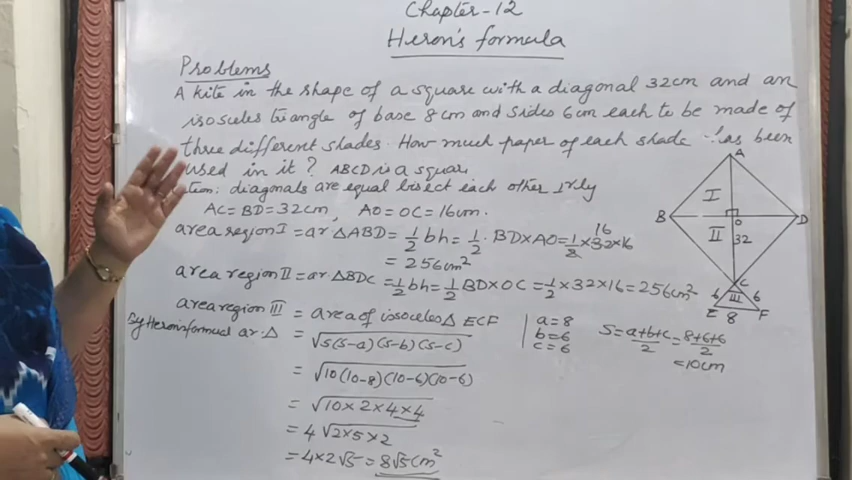 Chapter-12
Heron's formula
Problems
A kite in the shape of a square with a diagonal 32cm and an
isosceles triangle of base 8cm and sides 6cm each to be made of
three different shades. How much paper of each shade has been
used in it? ABCD is a square
tion: diagonals are equal bisect each other
AC=BD=32cm, AO=OC=16cm.
area region I = ar △ABD = 1/2 bh = 1/2 · BD×AO = 1/2 × 32×16 16
= 256cm²
area region II = ar △BDC = 1/2 bh = 1/2 BD×OC = 1/2 × 32×16 = 256cm²
area region III = area of isosceles △ ECF
By Heron's formula ar. △ = √s(s-a)(s-b)(s-c)
= √10(10-8)(10-6)(10-6)
= √10×2×4×4
= 4√2×5×2
= 4×2√5 = 8√5cm²
a=8
b=6
c=6
S = a+b+c/2 = 8+6+6/2
=10cm
A
I
B
O
D
II
32
C
6 III 6
E 8 F